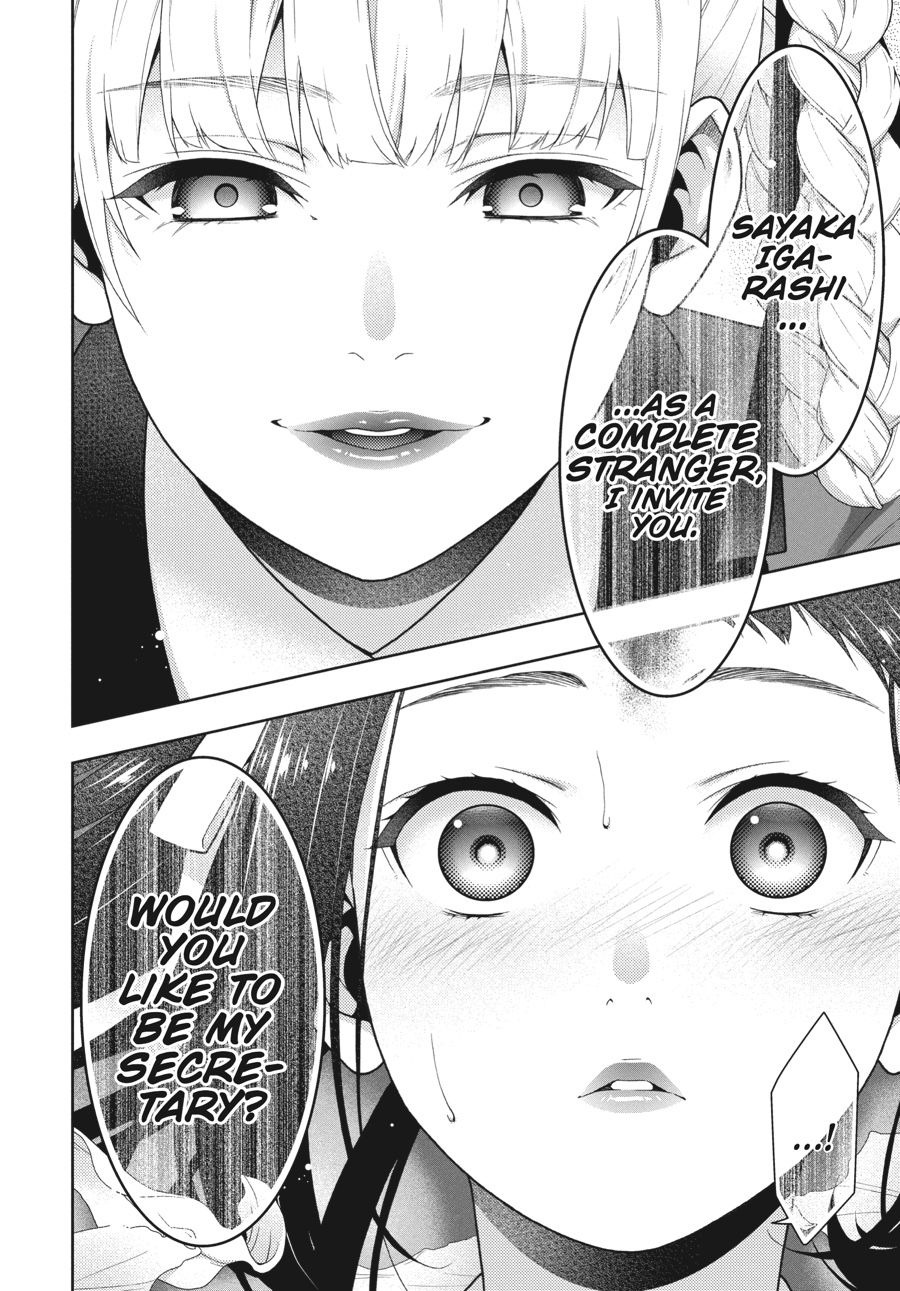 SAYAKA
IGA-
RASHI
...
...AS A
COMPLETE
STRANGER,
I INVITE
YOU.
WOULD
YOU
LIKE TO
BE MY
SECRE-
TARY?
...!